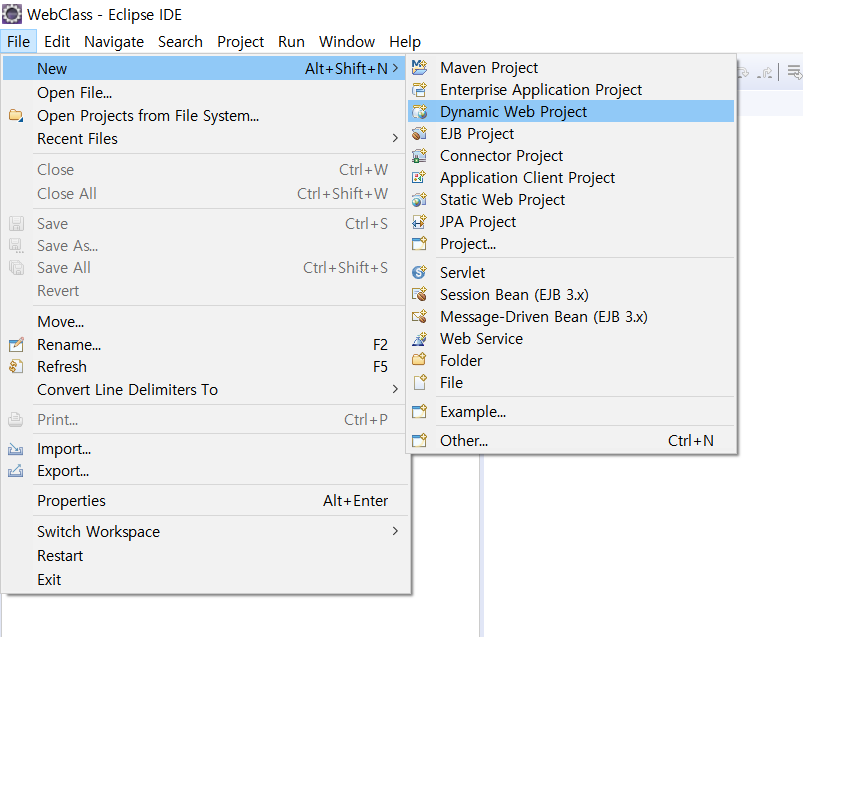 WebClass - Eclipse IDE
File Edit Navigate Search Project Run Window Help
New Alt+Shift+N
Open File...
Open Projects from File System...
Recent Files
Close Ctrl+W
Close All Ctrl+Shift+W
Save Ctrl+S
Save As...
Save All Ctrl+Shift+S
Revert
Move...
Rename... F2
Refresh F5
Convert Line Delimiters To
Print... Ctrl+P
Import...
Export...
Properties Alt+Enter
Switch Workspace
Restart
Exit
Maven Project
Enterprise Application Project
Dynamic Web Project
EJB Project
Connector Project
Application Client Project
Static Web Project
JPA Project
Project...
Servlet
Session Bean (EJB 3.x)
Message-Driven Bean (EJB 3.x)
Web Service
Folder
File
Example...
Other... Ctrl+N